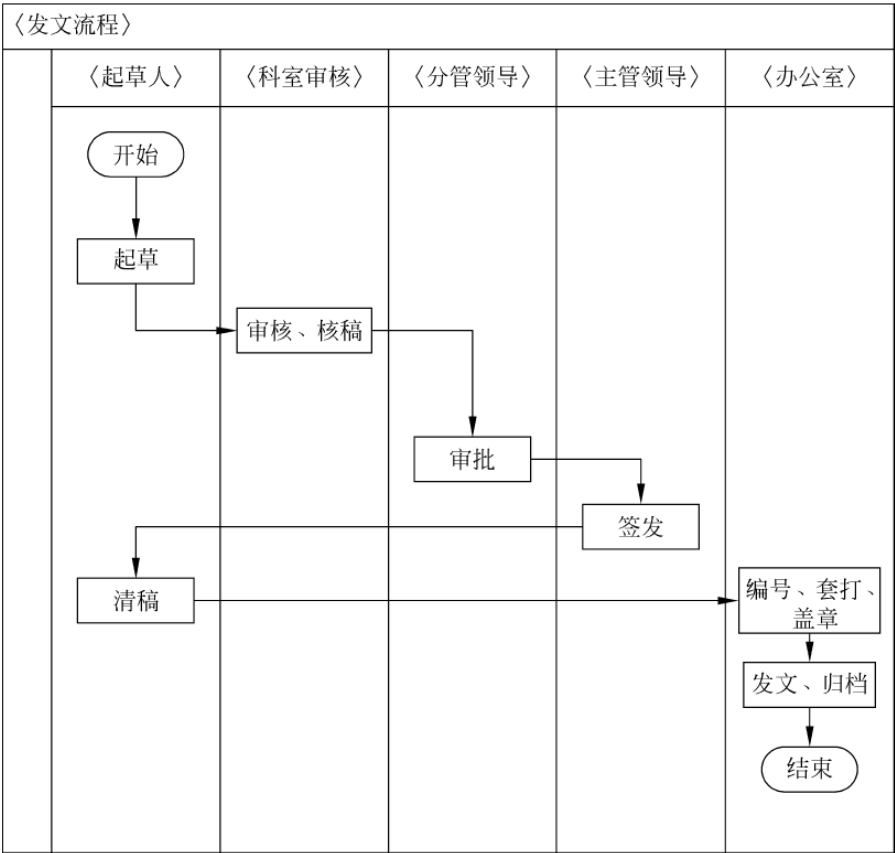 〈发文流程〉
〈起草人〉
〈科室审核〉
〈分管领导〉
〈主管领导〉
〈办公室〉
开始
起草
审核、核稿
审批
签发
清稿
编号、套打、
盖章
发文、归档
结束